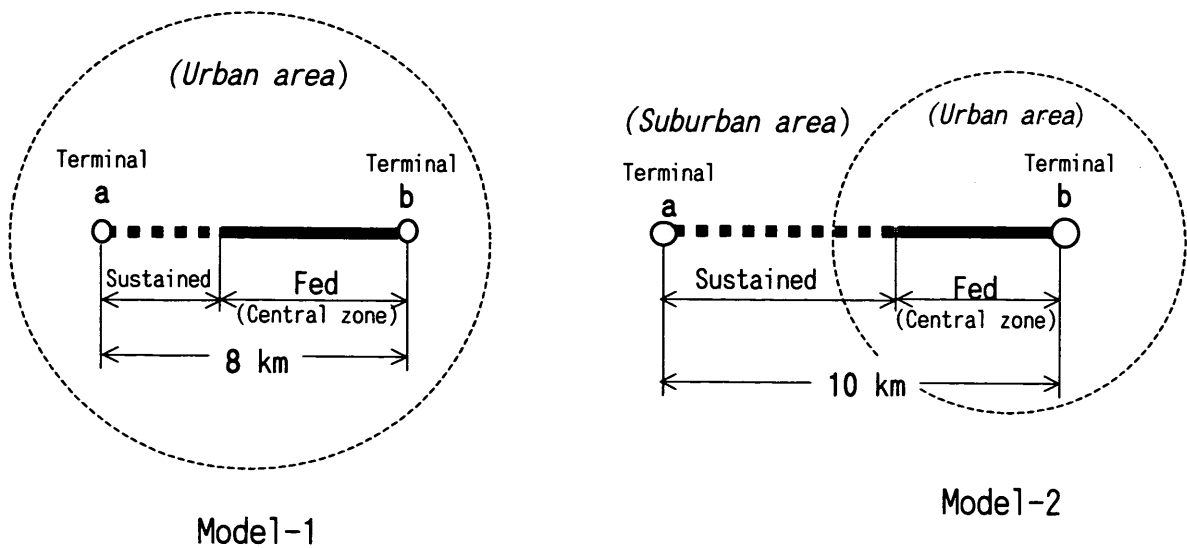 (Urban area)
Terminal
a
Terminal
b
Sustained
Fed
(Central zone)
8 km
Model-1
(Suburban area)
(Urban area)
Terminal
a
Terminal
b
Sustained
Fed
(Central zone)
10 km
Model-2